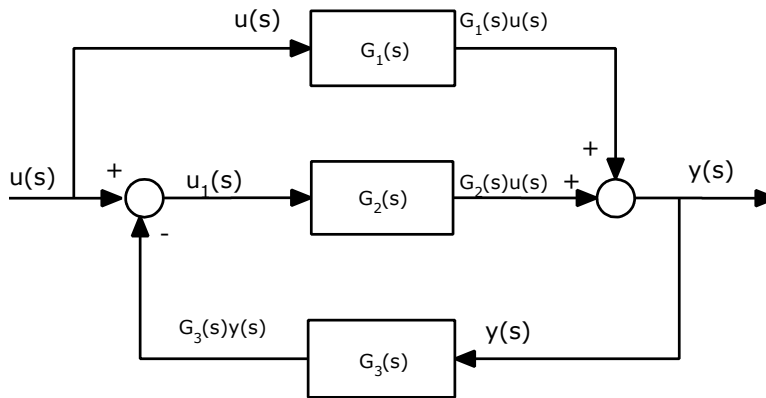 u(s)
G1(s)
G1(s)u(s)
+
u(s)
+
u1(s)
G2(s)
G2(s)u(s)
+
y(s)
-
G3(s)y(s)
G3(s)
y(s)